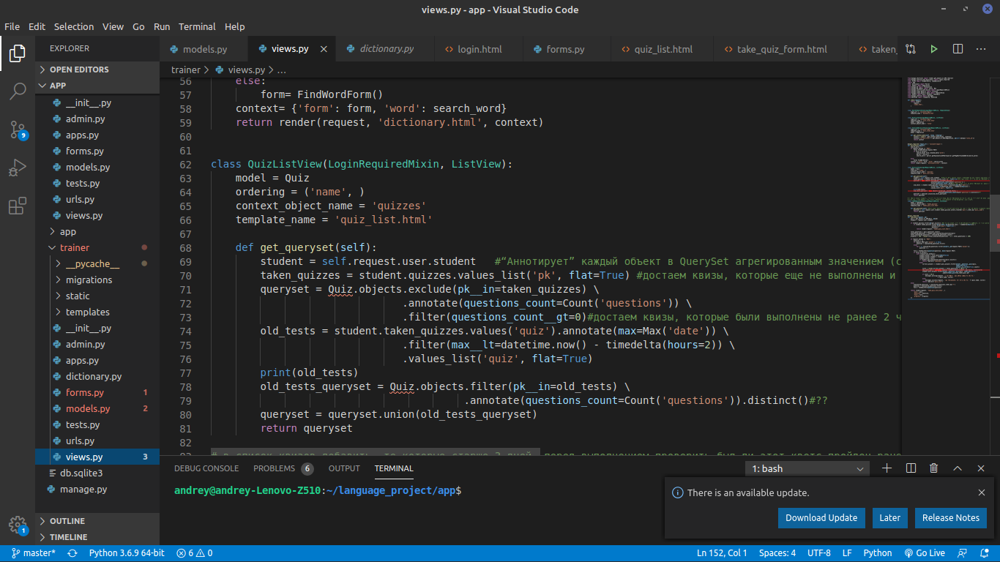 views.py - app - Visual Studio Code
File Edit Selection View Go Run Terminal Help
EXPLORER
OPEN EDITORS
APP
__init__.py
admin.py
apps.py
forms.py
models.py
tests.py
urls.py
views.py
app
trainer
__pycache__
migrations
static
templates
__init__.py
admin.py
apps.py
dictionary.py
forms.py 1
models.py 2
tests.py
urls.py
views.py 3
db.sqlite3
manage.py
OUTLINE
TIMELINE
9
1
models.py views.py dictionary.py login.html forms.py quiz_list.html take_quiz_form.html taken_
trainer > views.py > ...
56 else:
57 form= FindWordForm()
58 context= {'form': form, 'word': search_word}
59 return render(request, 'dictionary.html', context)
60
61
62 class QuizListView(LoginRequiredMixin, ListView):
63 model = Quiz
64 ordering = ('name', )
65 context_object_name = 'quizzes'
66 template_name = 'quiz_list.html'
67
68 def get_queryset(self):
69 student = self.request.user.student #“Аннотирует” каждый объект в QuerySet агрегированным значением (с
70 taken_quizzes = student.quizzes.values_list('pk', flat=True) #достаем квизы, которые еще не выполнены и
71 queryset = Quiz.objects.exclude(pk__in=taken_quizzes) \
72 .annotate(questions_count=Count('questions')) \
73 .filter(questions_count__gt=0)#достаем квизы, которые были выполнены не ранее 2 ч
74 old_tests = student.taken_quizzes.values('quiz').annotate(max=Max('date')) \
75 .filter(max__lt=datetime.now() - timedelta(hours=2)) \
76 .values_list('quiz', flat=True)
77 print(old_tests)
78 old_tests_queryset = Quiz.objects.filter(pk__in=old_tests) \
79 .annotate(questions_count=Count('questions')).distinct()#??
80 queryset = queryset.union(old_tests_queryset)
81 return queryset
82
DEBUG CONSOLE PROBLEMS 6 OUTPUT TERMINAL 1: bash
andrey@andrey-Lenovo-Z510:~/language_project/app$
There is an available update.
Download Update Later Release Notes
master* Python 3.6.9 64-bit 6 0 Ln 152, Col 1 Spaces: 4 UTF-8 LF Python Go Live